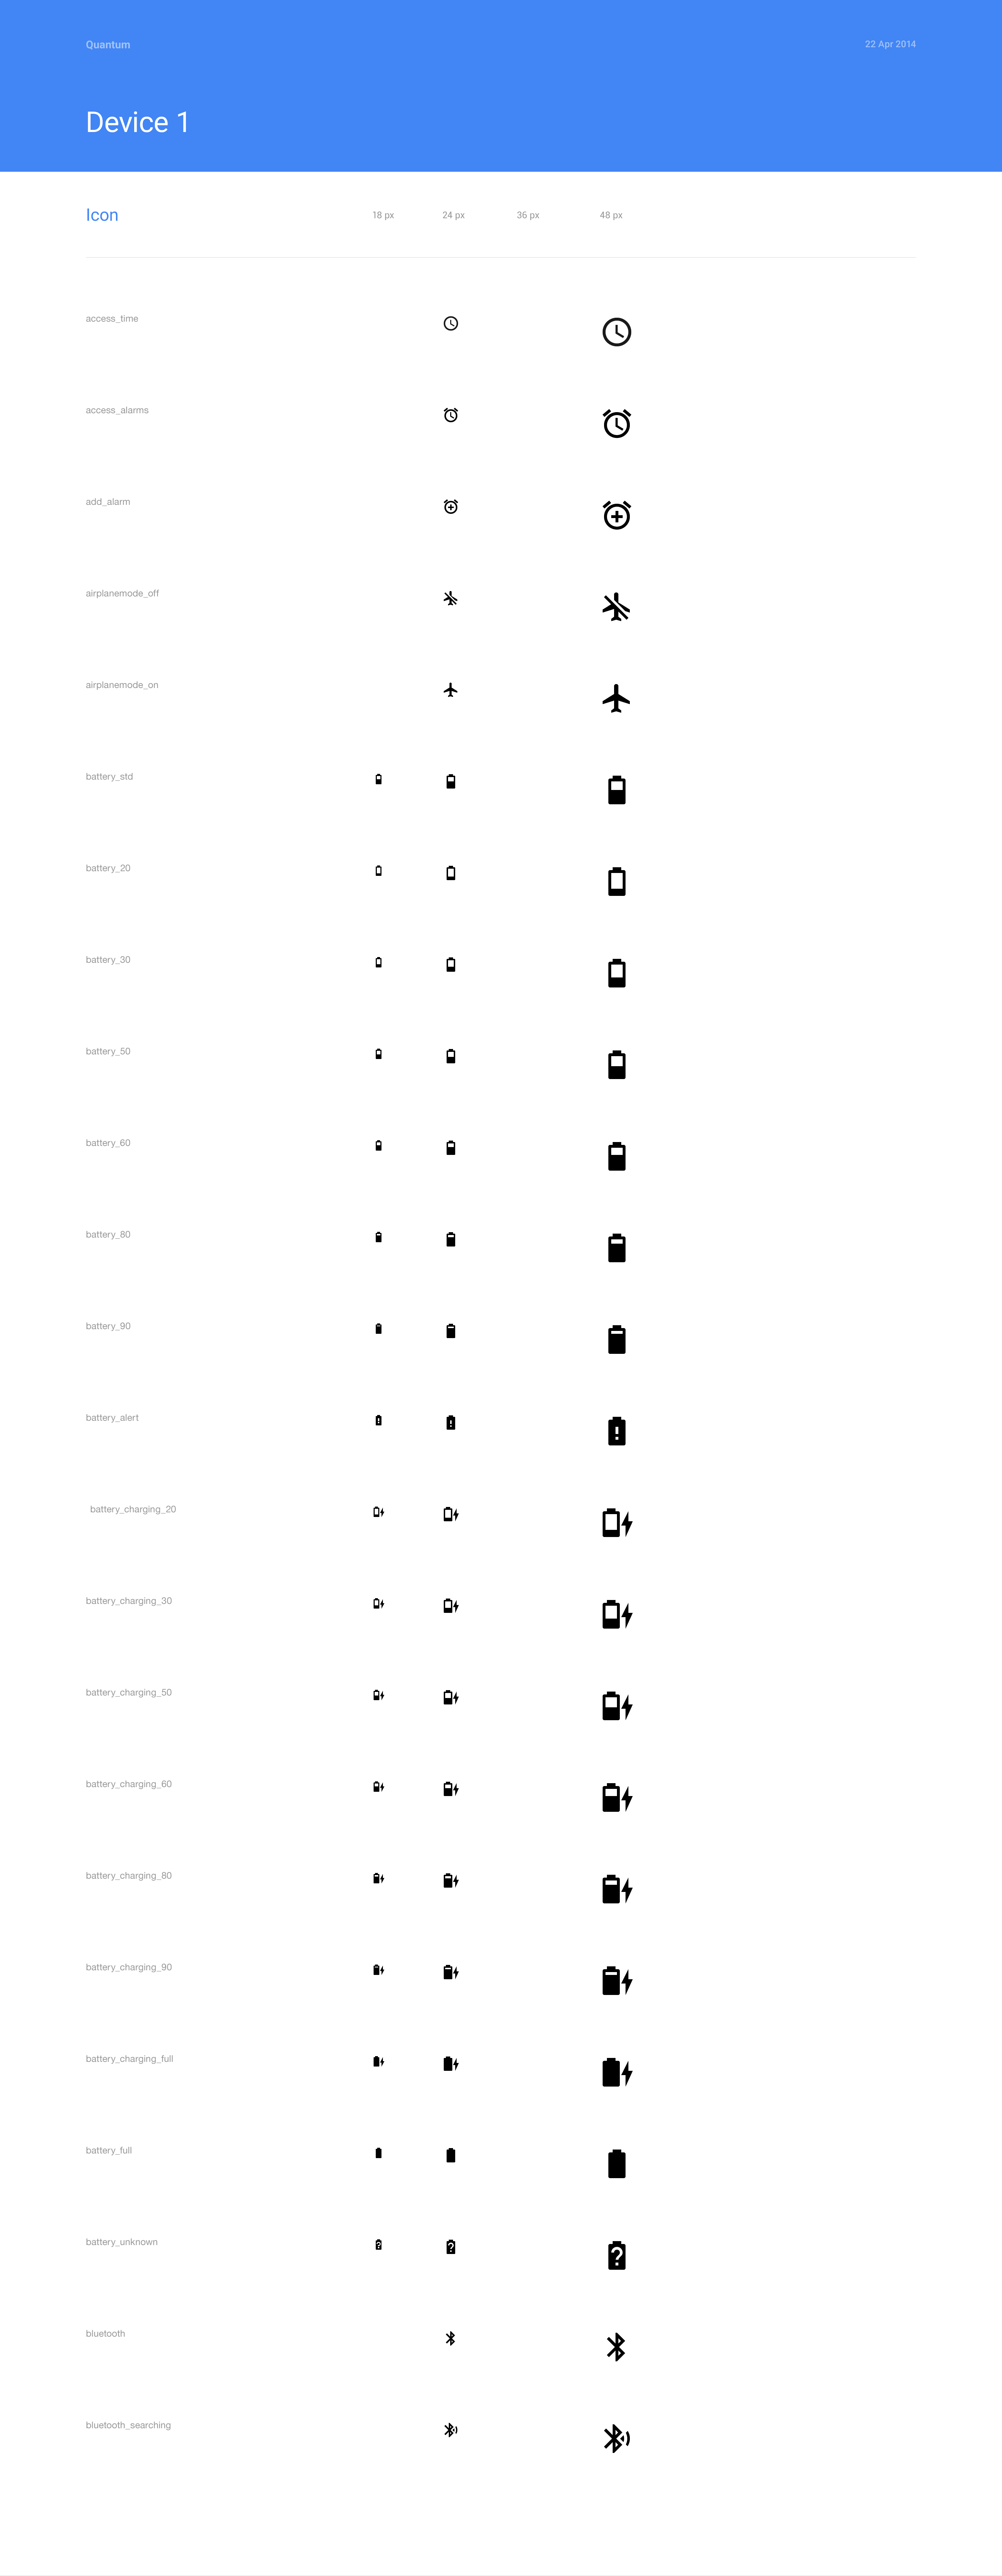 Quantum
22 Apr 2014
Device 1
Icon 18 px 24 px 36 px 48 px
access_time
access_alarms
add_alarm
airplanemode_off
airplanemode_on
battery_std
battery_20
battery_30
battery_50
battery_60
battery_80
battery_90
battery_alert
battery_charging_20
battery_charging_30
battery_charging_50
battery_charging_60
battery_charging_80
battery_charging_90
battery_charging_full
battery_full
battery_unknown
bluetooth
bluetooth_searching